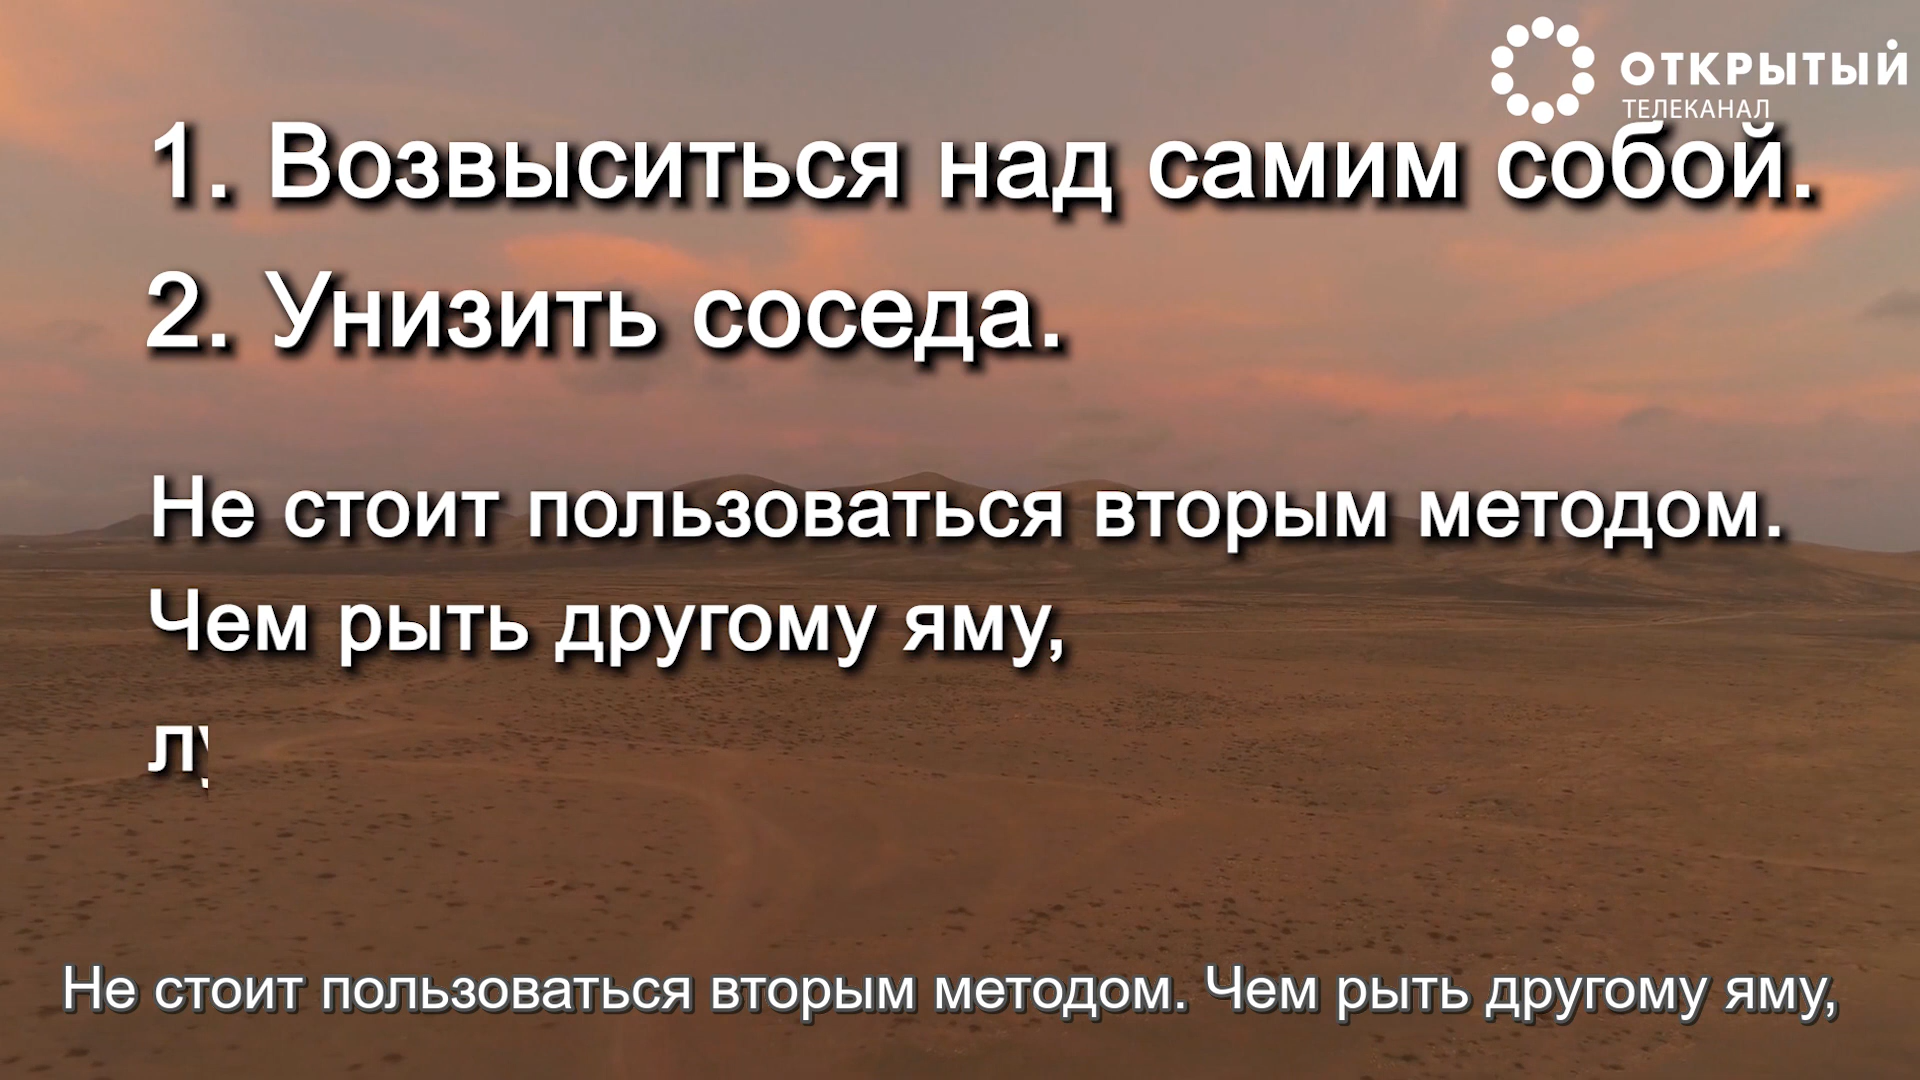 ОТКРЫТЫЙ
ТЕЛЕКАНАЛ
1. Возвыситься над самим собой.
2. Унизить соседа.
Не стоит пользоваться вторым методом.
Чем рыть другому яму,
лу
Не стоит пользоваться вторым методом. Чем рыть другому яму,